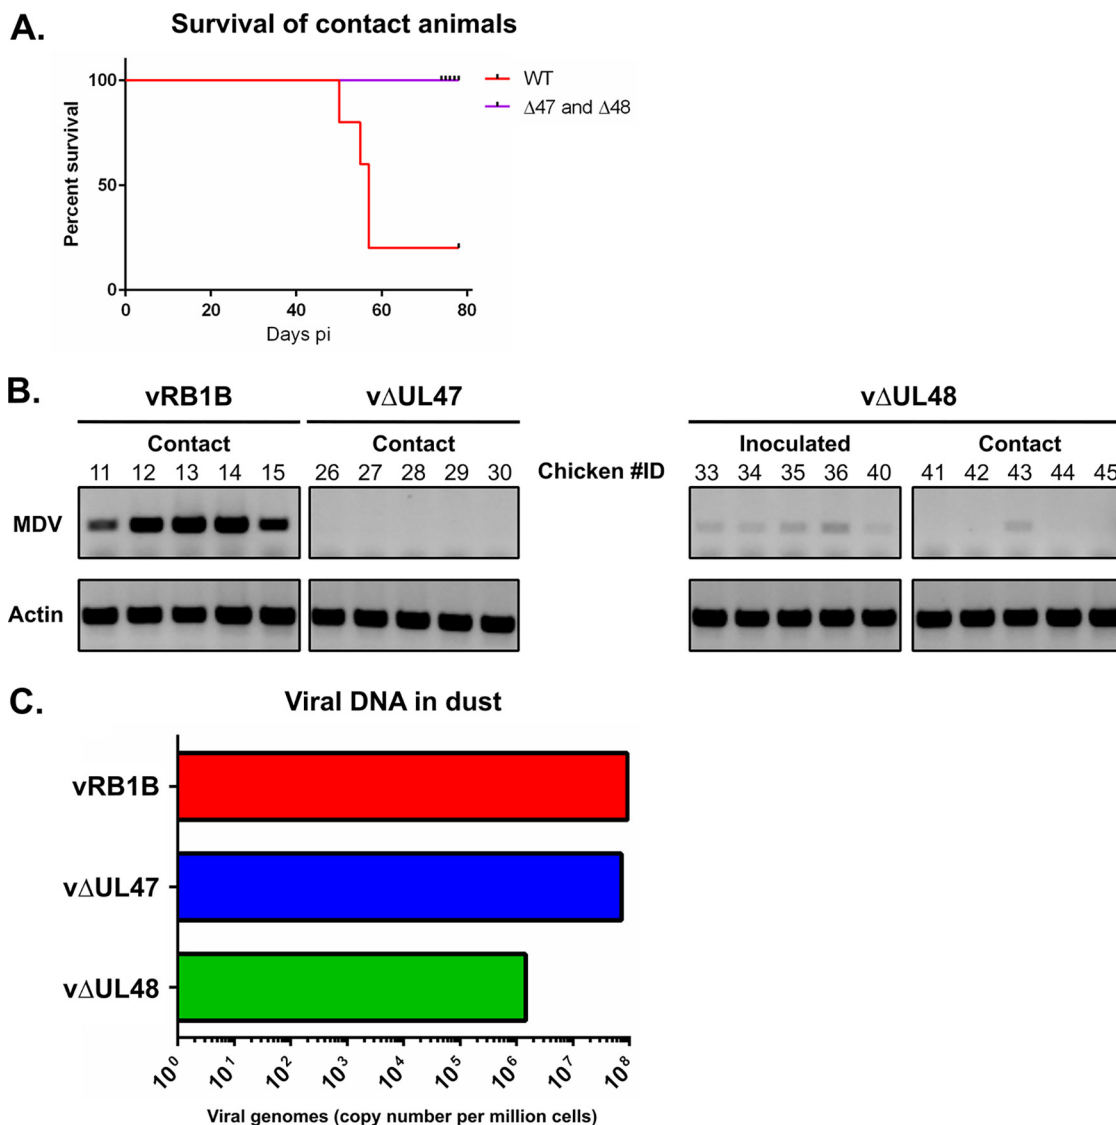 A. Survival of contact animals
100
50
0
Percent survival
0 20 40 60 80
Days pi
WT
Δ47 and Δ48
B. vRB1B vΔUL47 vΔUL48
Contact Contact Inoculated Contact
11 12 13 14 15 26 27 28 29 30 Chicken #ID 33 34 35 36 40 41 42 43 44 45
MDV
Actin
C. Viral DNA in dust
vRB1B
vΔUL47
vΔUL48
10⁰ 10¹ 10² 10³ 10⁴ 10⁵ 10⁶ 10⁷ 10⁸
Viral genomes (copy number per million cells)